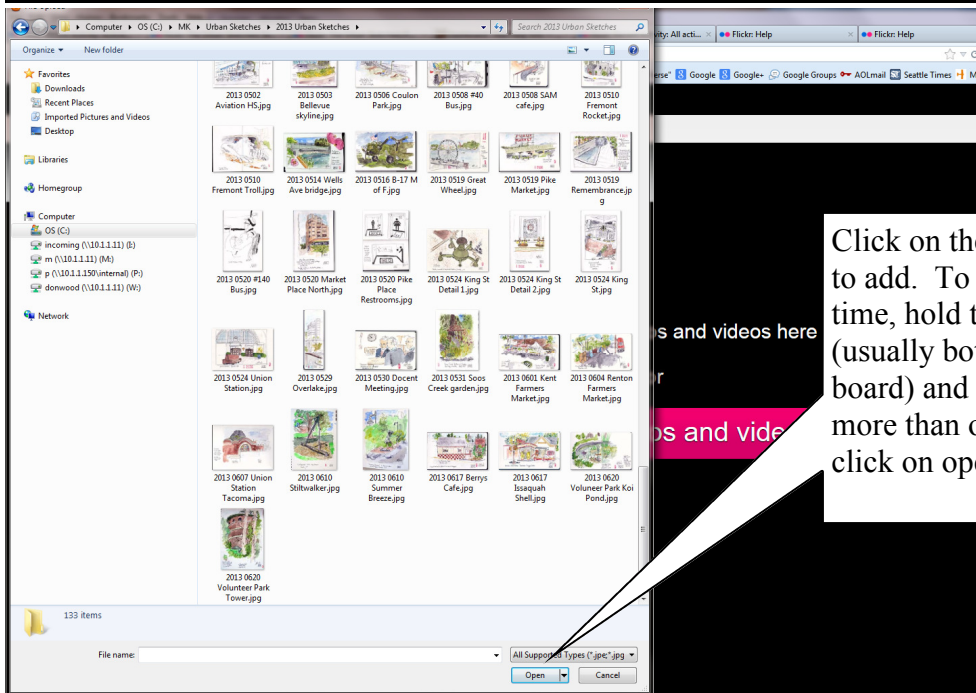 Computer ▸ OS (C:) ▸ MK ▸ Urban Sketches ▸ 2013 Urban Sketches ▸
Search 2013 Urban Sketches
Organize
New folder
Favorites
Downloads
Recent Places
Imported Pictures and Videos
Desktop
Libraries
Homegroup
Computer
OS (C:)
incoming (\\10.1.1.11) (I:)
m (\\10.1.1.11) (M:)
p (\\10.1.1.150\internal) (P:)
donwood (\\10.1.1.11) (W:)
Network
2013 0502
Aviation HS.jpg
2013 0503
Bellevue
skyline.jpg
2013 0506 Coulon
Park.jpg
2013 0508 #40
Bus.jpg
2013 0508 SAM
cafe.jpg
2013 0510
Fremont
Rocket.jpg
2013 0510
Fremont Troll.jpg
2013 0514 Wells
Ave bridge.jpg
2013 0516 B-17 M
of F.jpg
2013 0519 Great
Wheel.jpg
2013 0519 Pike
Market.jpg
2013 0519
Remembrance.jp
g
2013 0520 #140
Bus.jpg
2013 0520 Market
Place North.jpg
2013 0520 Pike
Place
Restrooms.jpg
2013 0524 King St
Detail 1.jpg
2013 0524 King St
Detail 2.jpg
2013 0524 King
St.jpg
2013 0524 Union
Station.jpg
2013 0529
Overlake.jpg
2013 0530 Docent
Meeting.jpg
2013 0531 Soos
Creek garden.jpg
2013 0601 Kent
Farmers
Market.jpg
2013 0604 Renton
Farmers
Market.jpg
2013 0607 Union
Station
Tacoma.jpg
2013 0610
Stiltwalker.jpg
2013 0610
Summer
Breeze.jpg
2013 0617 Berrys
Cafe.jpg
2013 0617
Issaquah
Shell.jpg
2013 0620
Voluneer Park Koi
Pond.jpg
2013 0620
Volunteer Park
Tower.jpg
133 items
File name:
All Supported Types (*.jpe;*.jpg
Open
Cancel
ity: All acti...
Flickr: Help
Flickr: Help
erse" Google Google+ Google Groups AOLmail Seattle Times M
s and videos here
or
os and vide
Click on the
to add. To
time, hold t
(usually bot
board) and
more than o
click on ope